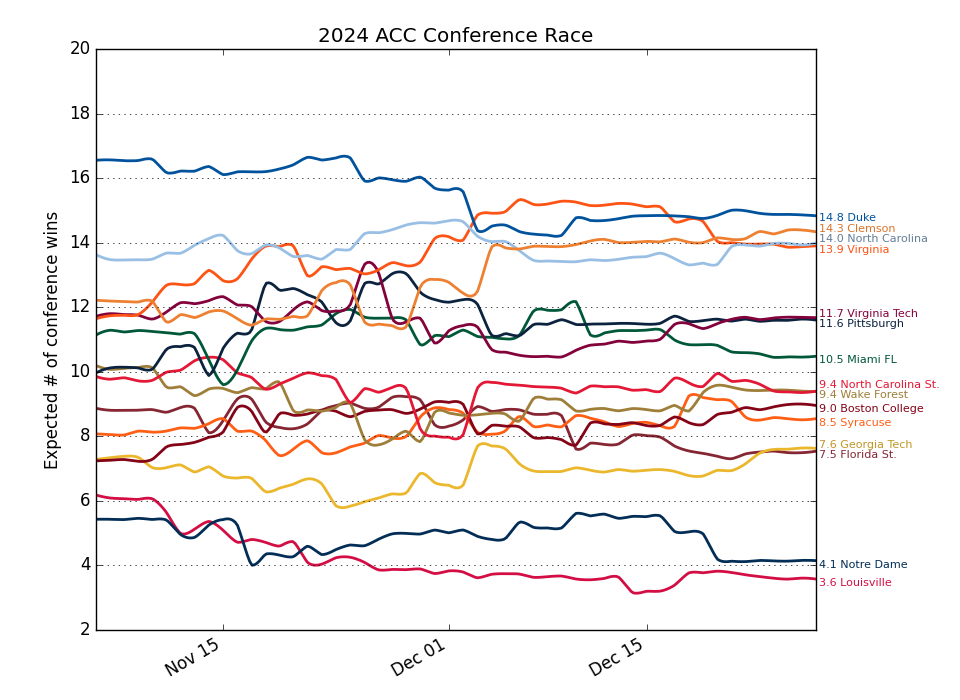 2024 ACC Conference Race
Expected # of conference wins
20
18
16
14
12
10
8
6
4
2
Nov 15
Dec 01
Dec 15
14.8 Duke
14.3 Clemson
14.0 North Carolina
13.9 Virginia
11.7 Virginia Tech
11.6 Pittsburgh
10.5 Miami FL
9.4 North Carolina St.
9.4 Wake Forest
9.0 Boston College
8.5 Syracuse
7.6 Georgia Tech
7.5 Florida St.
4.1 Notre Dame
3.6 Louisville